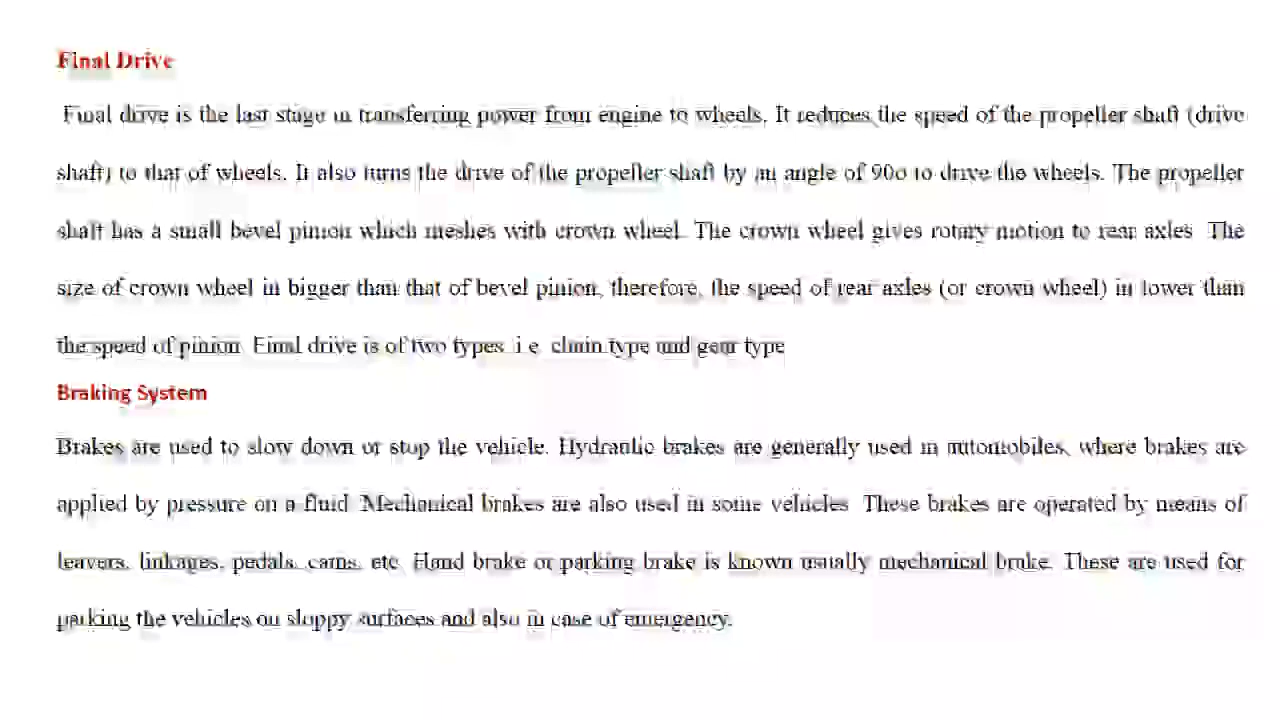 Final Drive
Final drive is the last stage in transferring power from engine to wheels. It reduces the speed of the propeller shaft (drive
shaft) to that of wheels. It also turns the drive of the propeller shaft by an angle of 90o to drive the wheels. The propeller
shaft has a small bevel pinion which meshes with crown wheel. The crown wheel gives rotary motion to rear axles. The
size of crown wheel in bigger than that of bevel pinion, therefore, the speed of rear axles (or crown wheel) in lower than
the speed of pinion. Final drive is of two types i.e. chain type and gear type
Braking System
Brakes are used to slow down or stop the vehicle. Hydraulic brakes are generally used in automobiles, where brakes are
applied by pressure on a fluid. Mechanical brakes are also used in some vehicles. These brakes are operated by means of
leavers, linkages, pedals, cams, etc. Hand brake or parking brake is known usually mechanical brake. These are used for
parking the vehicles on sloppy surfaces and also in case of emergency.